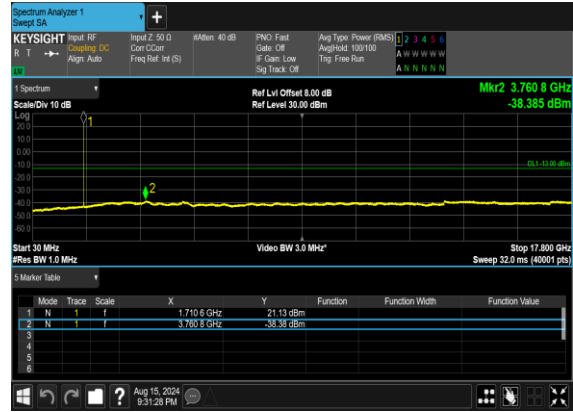 Spectrum Analyzer 1
Swept SA
+
KEYSIGHT Input: RF Input Z: 50 Ω #Atten: 40 dB PNO: Fast Avg Type: Power (RMS) 1 2 3 4 5 6
R T Coupling: DC Corr CCorr Gate: Off Avg|Hold: 100/100 A W W W W W
Align: Auto Freq Ref: Int (S) IF Gain: Low Trig: Free Run
LXI Sig Track: Off A N N N N N
1 Spectrum Ref Lvl Offset 8.00 dB Mkr2 3.760 8 GHz
Scale/Div 10 dB Ref Level 30.00 dBm -38.385 dBm
Log
20.0
10.0
0.00
-10.0
-20.0
-30.0
-40.0
-50.0
-60.0
1
2
DL1 -13.00 dBm
Start 30 MHz Video BW 3.0 MHz* Stop 17.800 GHz
#Res BW 1.0 MHz Sweep 32.0 ms (40001 pts)
5 Marker Table
Mode Trace Scale X Y Function Function Width Function Value
1 N 1 f 1.710 6 GHz 21.13 dBm
2 N 1 f 3.760 8 GHz -38.38 dBm
3
4
5
6
? Aug 15, 2024
9:31:28 PM